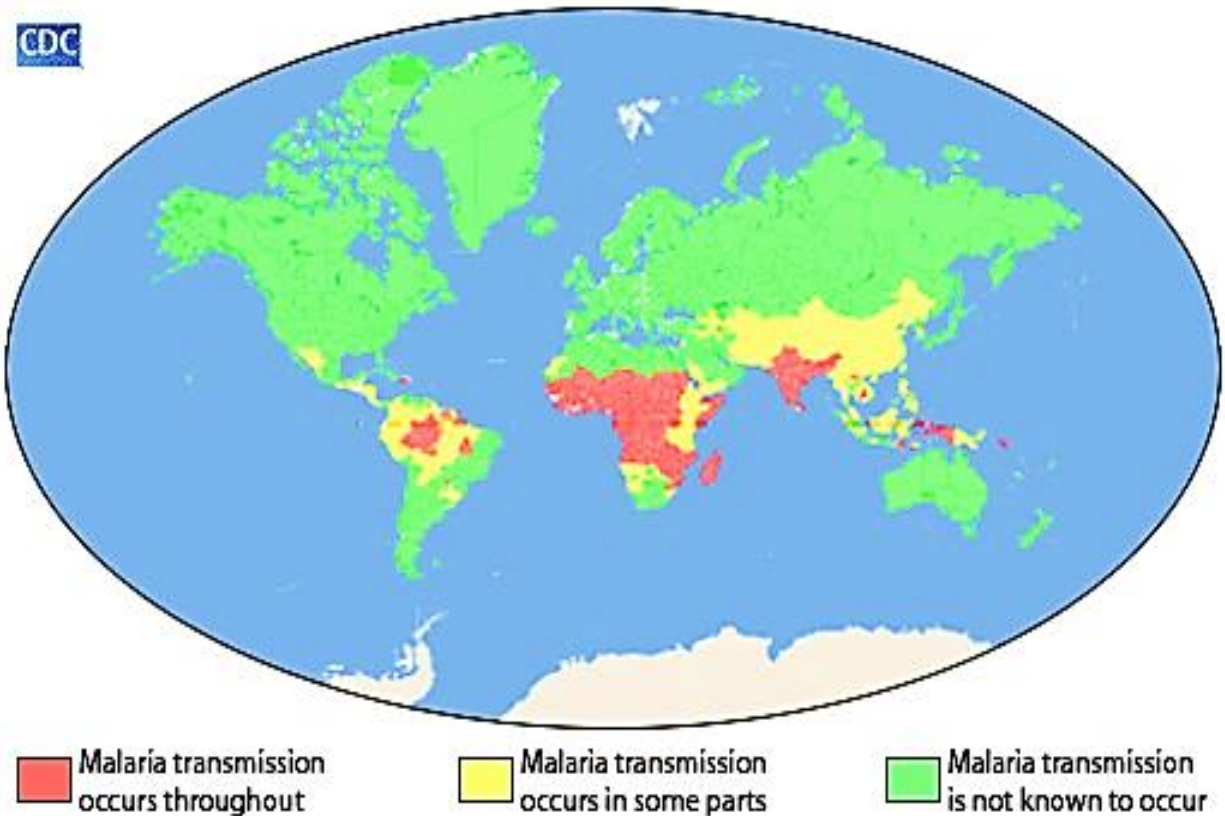 CDC
Malaria transmission
occurs throughout
Malaria transmission
occurs in some parts
Malaria transmission
is not known to occur